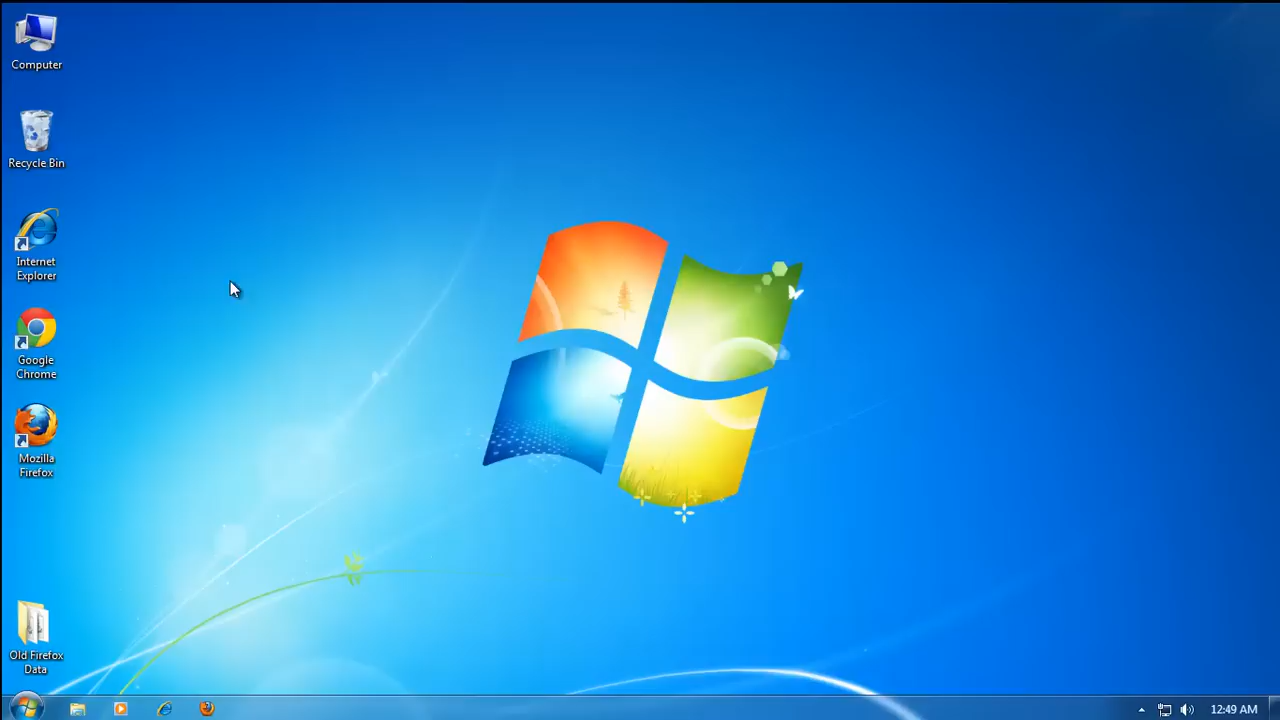 Computer
Recycle Bin
Internet
Explorer
Google
Chrome
Mozilla
Firefox
Old Firefox
Data
12:49 AM